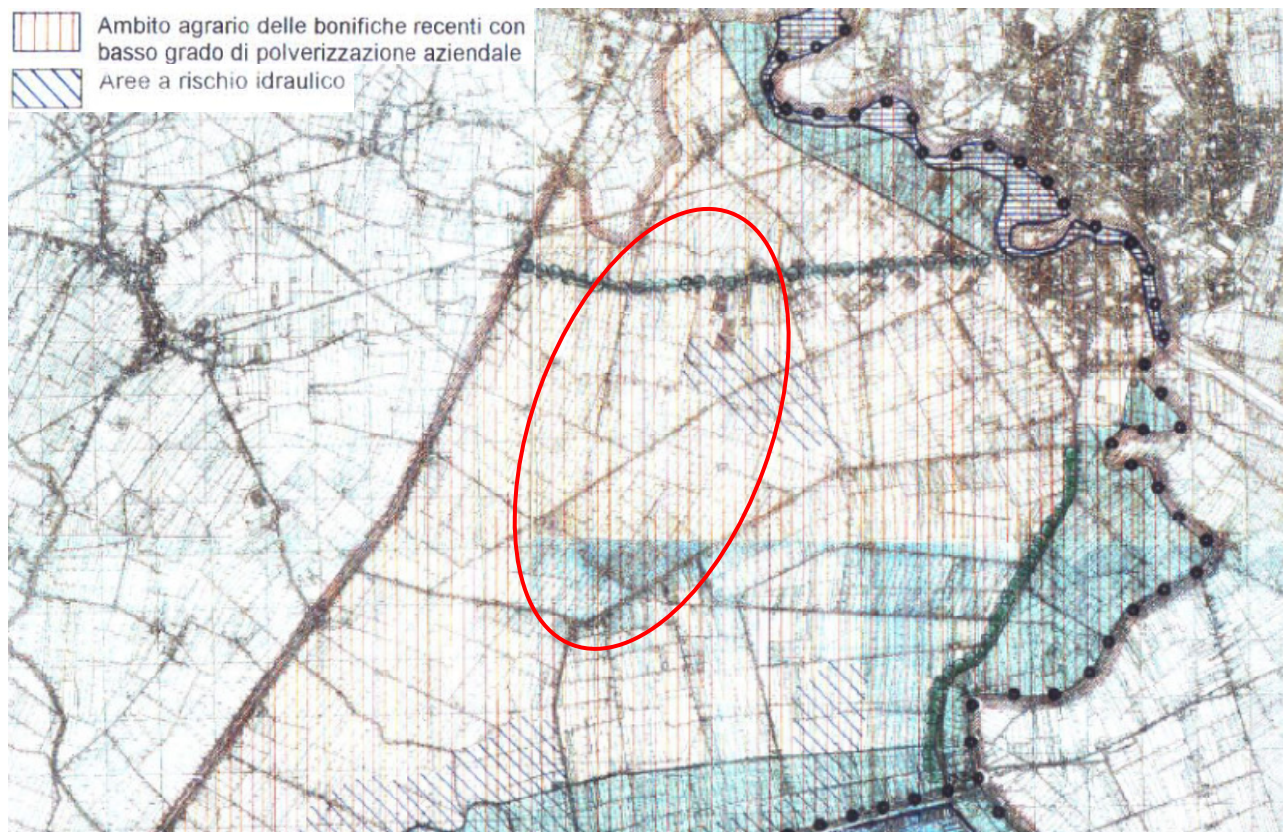 Ambito agrario delle bonifiche recenti con
basso grado di polverizzazione aziendale
Aree a rischio idraulico